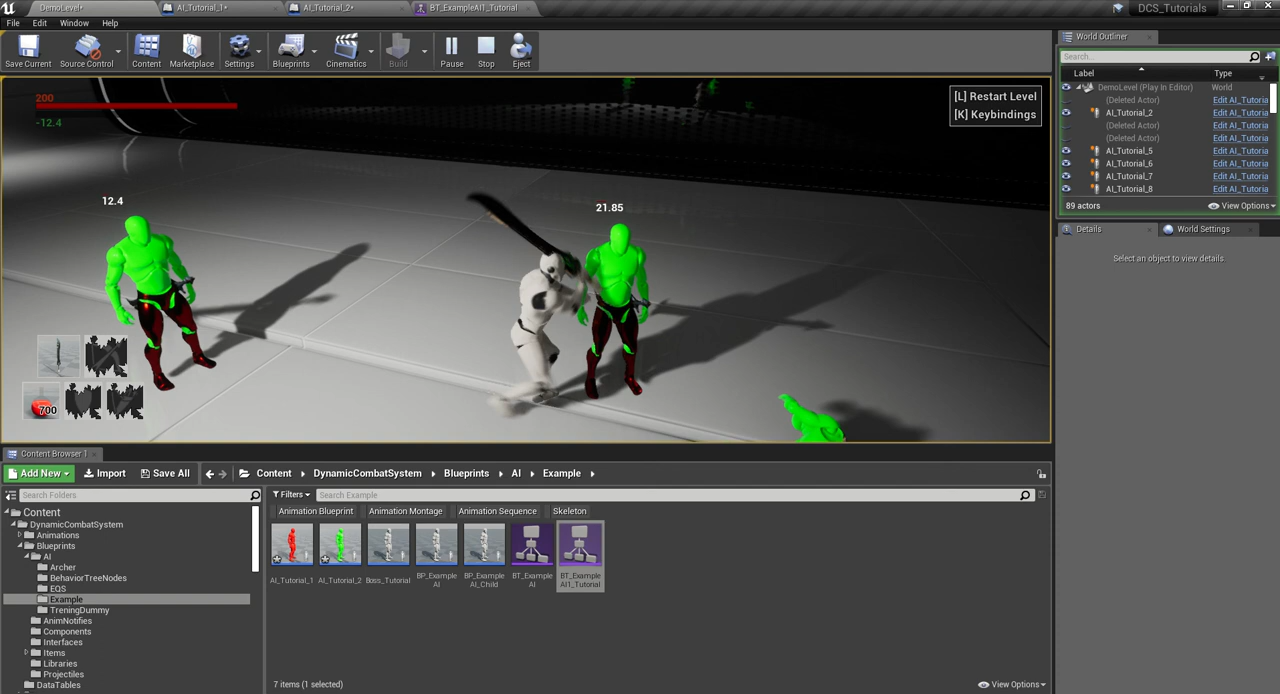 DemoLevel*
AI_Tutorial_1*
AI_Tutorial_2*
BT_ExampleAI1_Tutorial
DCS_Tutorials
File Edit Window Help
Save Current Source Control Content Marketplace Settings Blueprints Cinematics Build Pause Stop Eject
200
-12.4
[L] Restart Level
[K] Keybindings
12.4
21.85
700
World Outliner
Search...
Label Type
DemoLevel (Play In Editor) World
(Deleted Actor) Edit AI_Tutoria
AI_Tutorial_2 Edit AI_Tutoria
(Deleted Actor) Edit AI_Tutoria
(Deleted Actor) Edit AI_Tutoria
AI_Tutorial_5 Edit AI_Tutoria
AI_Tutorial_6 Edit AI_Tutoria
AI_Tutorial_7 Edit AI_Tutoria
AI_Tutorial_8 Edit AI_Tutoria
89 actors View Options
Details World Settings
Select an object to view details.
Content Browser 1
Add New Import Save All Content DynamicCombatSystem Blueprints AI Example
Search Folders
Content
DynamicCombatSystem
Animations
Blueprints
AI
Archer
BehaviorTreeNodes
EQS
Example
TreningDummy
AnimNotifies
Components
Interfaces
Items
Libraries
Projectiles
DataTables
Filters Search Example
Animation Blueprint Animation Montage Animation Sequence Skeleton
AI_Tutorial_1
AI_Tutorial_2
Boss_Tutorial
BP_Example
AI
BP_Example
AI_Child
BT_Example
AI
BT_Example
AI1_Tutorial
7 items (1 selected) View Options